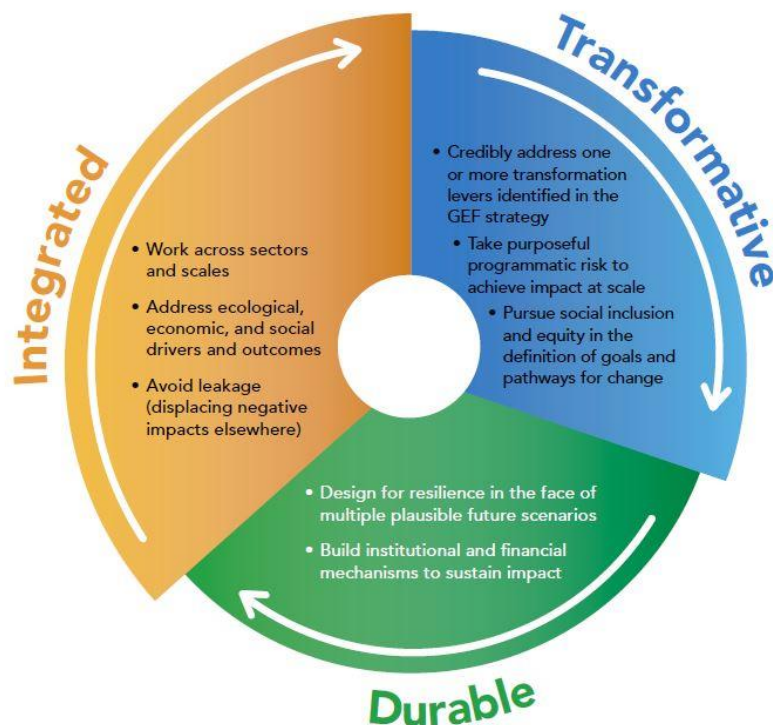 Integrated
• Work across sectors
and scales
• Address ecological,
economic, and social
drivers and outcomes
• Avoid leakage
(displacing negative
impacts elsewhere)
Transformative
• Credibly address one
or more transformation
levers identified in the
GEF strategy
• Take purposeful
programmatic risk to
achieve impact at scale
• Pursue social inclusion
and equity in the
definition of goals and
pathways for change
• Design for resilience in the face of
multiple plausible future scenarios
• Build institutional and financial
mechanisms to sustain impact
Durable